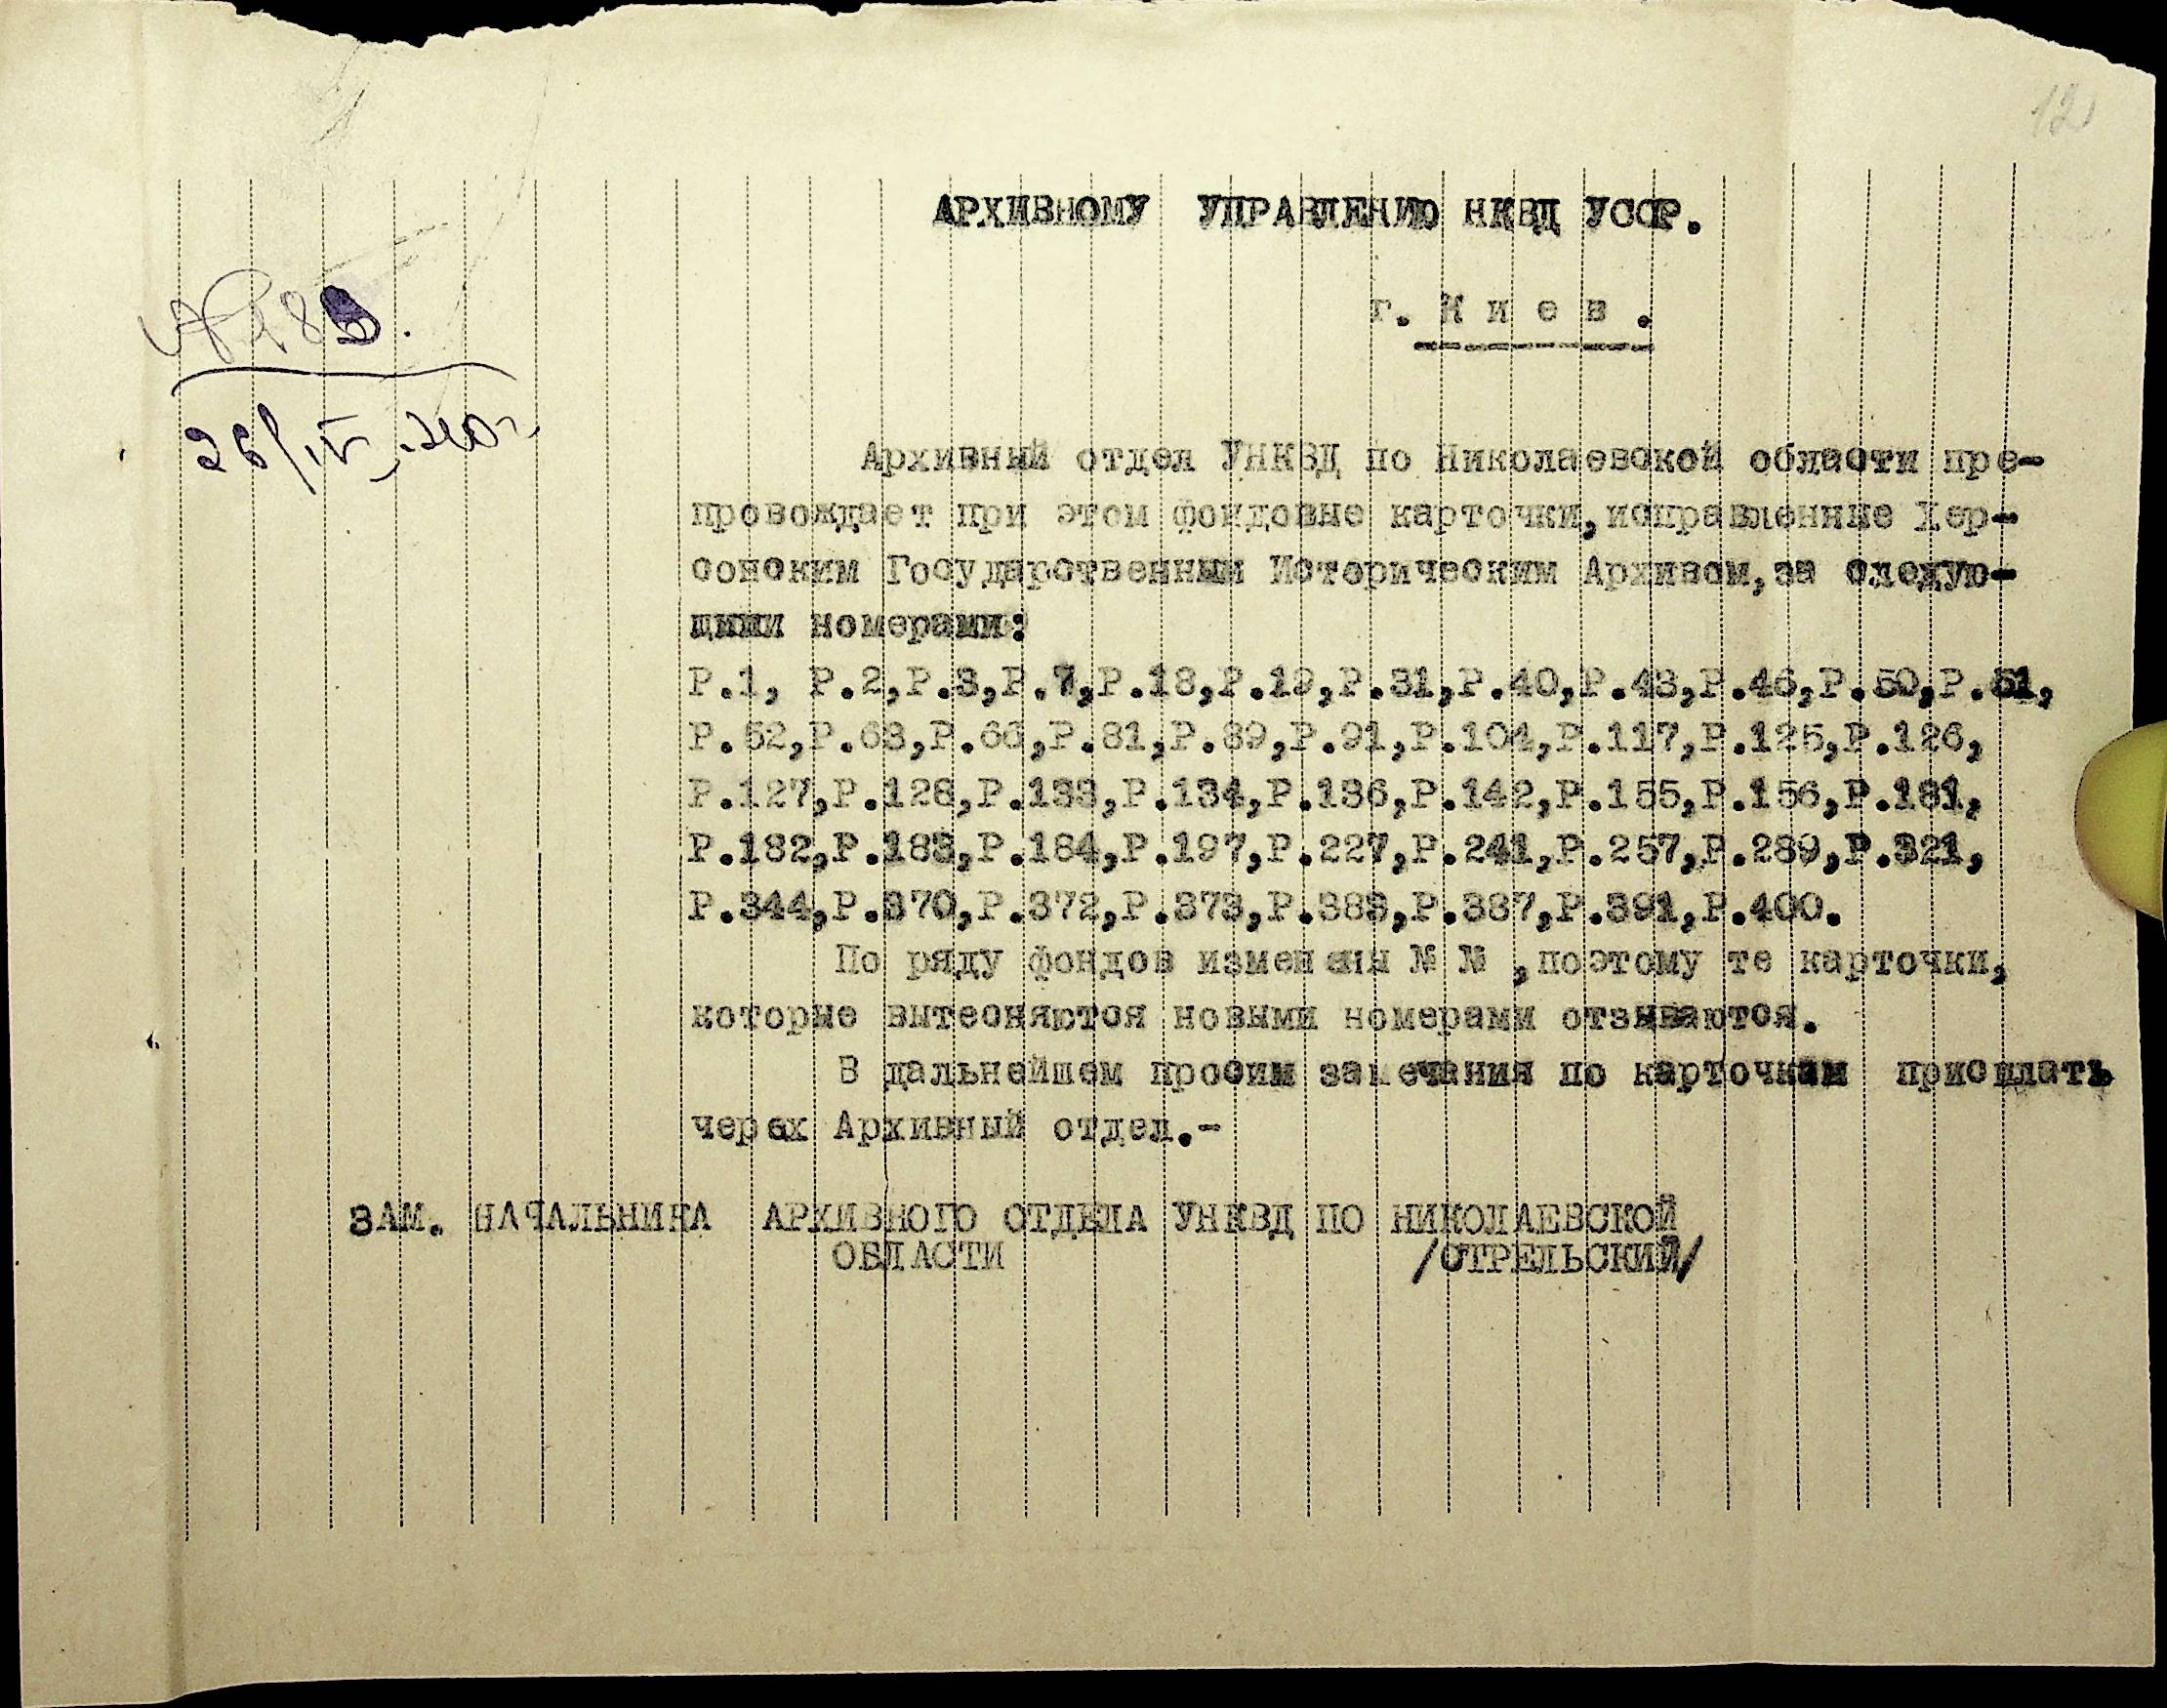 12
АРХИВНОМУ УПРАВЛЕНИЮ НКВД УССР.
г. К и е в .
№ 289.
26/IV.-40г.
Архивный отдел УНКВД по Николаевской области пре-
провождает при этом фондовые карточки,исправленные Хер-
сонским Государственным Историческим Архивом,за следую-
щими номерами:
Р.1, Р.2,Р.3,Р.7,Р.18,Р.19,Р.31,Р.40,Р.43,Р.46,Р.50,Р.51,
Р.52,Р.63,Р.66,Р.81,Р.89,Р.91,Р.104,Р.117,Р.125,Р.126,
Р.127,Р.128,Р.133,Р.134,Р.136,Р.142,Р.155,Р.156,Р.181,
Р.182,Р.183,Р.184,Р.197,Р.227,Р.241,Р.257,Р.289,Р.321,
Р.344,Р.370,Р.372,Р.373,Р.383,Р.387,Р.391,Р.400.
По ряду фондов изменены № № ,поэтому те карточки,
которые вытесняются новыми номерами отзываются.
В дальнейшем просим замечания по карточкам присылать
черех Архивный отдел.-
ЗАМ. НАЧАЛЬНИКА АРХИВНОГО ОТДЕЛА УНКВД ПО НИКОЛАЕВСКОЙ
ОБЛАСТИ /СТРЕЛЬСКИЙ/